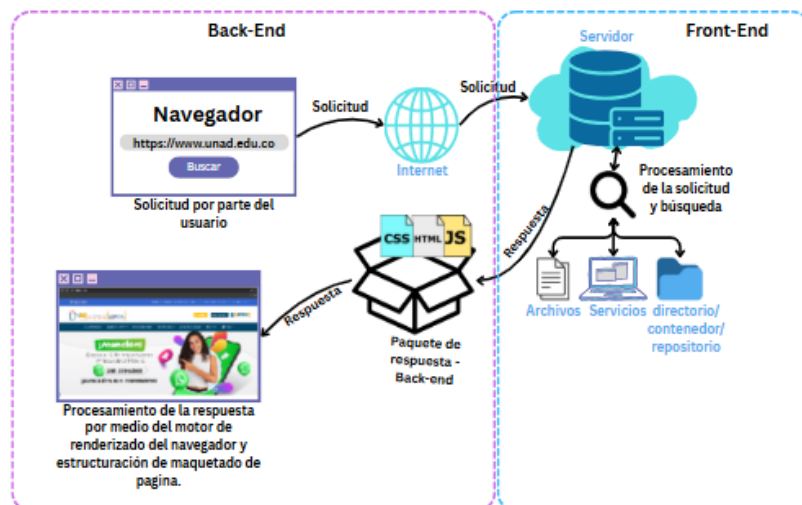 Back-End
Front-End
Servidor
Solicitud
Solicitud
Navegador
https://www.unad.edu.co
Buscar
Internet
Solicitud por parte del
usuario
Procesamiento
de la solicitud
y búsqueda
Respuesta
CSS
HTML
JS
Archivos
Servicios
directorio/
contenedor/
repositorio
Respuesta
Paquete de
respuesta -
Back-end
Procesamiento de la respuesta
por medio del motor de
renderizado del navegador y
estructuración de maquetado de
pagina.